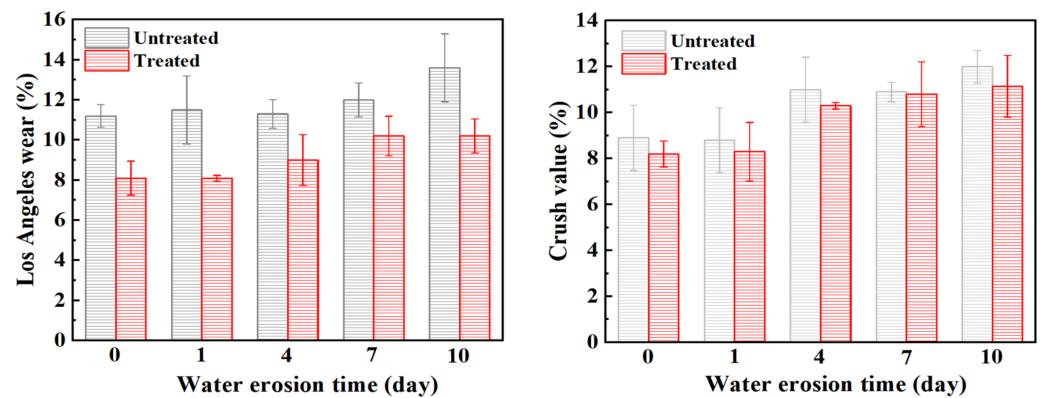 Los Angeles wear (%)
16
14
12
10
8
6
4
2
0
Untreated
Treated
0 1 4 7 10
Water erosion time (day)
Crush value (%)
14
12
10
8
6
4
2
0
Untreated
Treated
0 1 4 7 10
Water erosion time (day)